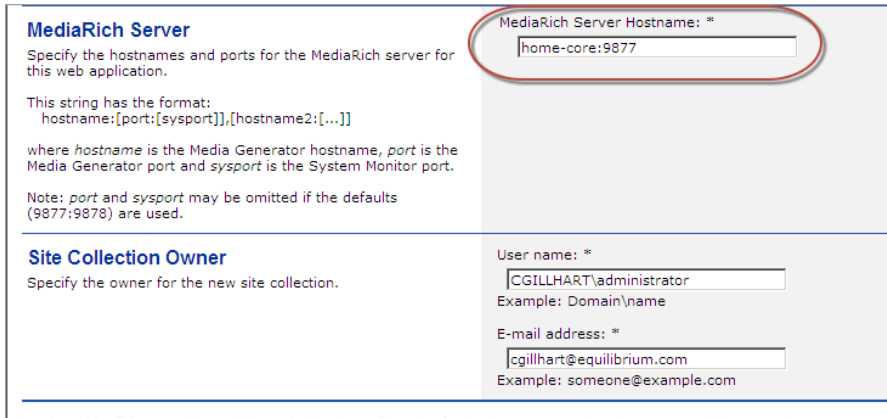 MediaRich Server
Specify the hostnames and ports for the MediaRich server for
this web application.
This string has the format:
hostname:[port:[sysport]],[hostname2:[...]]
where hostname is the Media Generator hostname, port is the
Media Generator port and sysport is the System Monitor port.
Note: port and sysport may be omitted if the defaults
(9877:9878) are used.
MediaRich Server Hostname: *
home-core:9877
Site Collection Owner
Specify the owner for the new site collection.
User name: *
CGILLHART\administrator
Example: Domain\name
E-mail address: *
cgillhart@equilibrium.com
Example: someone@example.com